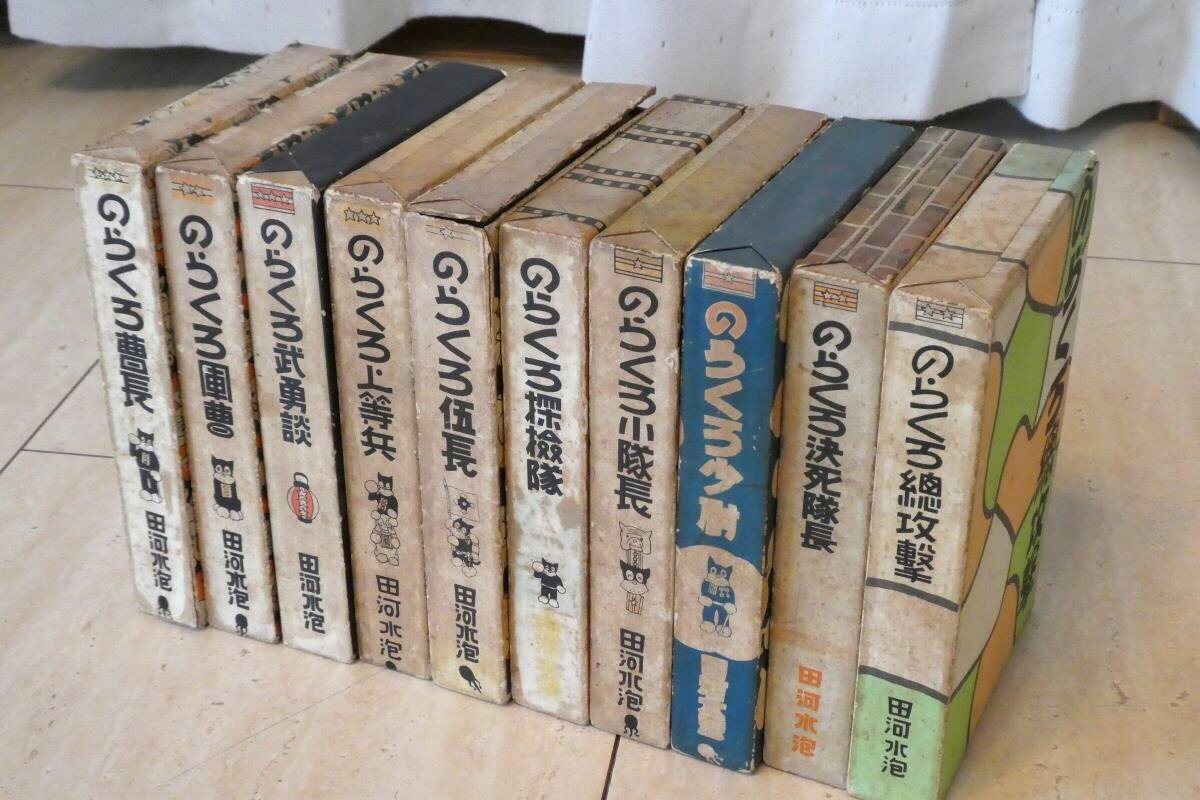 のらくろ曹長
田河水泡
のらくろ軍曹
田河水泡
のらくろ武勇談
田河水泡
のらくろ上等兵
田河水泡
のらくろ伍長
田河水泡
のらくろ探檢隊
のらくろ小隊長
田河水泡
のらくろ少尉
田河水泡
のらくろ決死隊長
田河水泡
のらくろ總攻擊
田河水泡